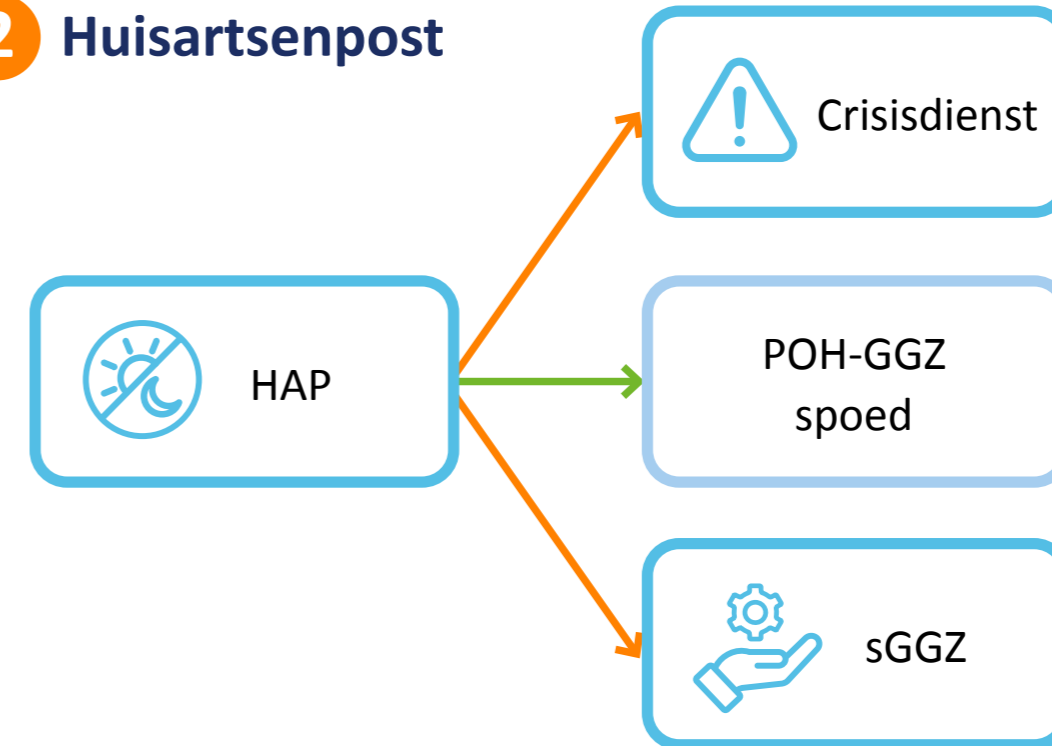 2 Huisartsenpost
Crisisdienst
HAP
POH-GGZ
spoed
sGGZ